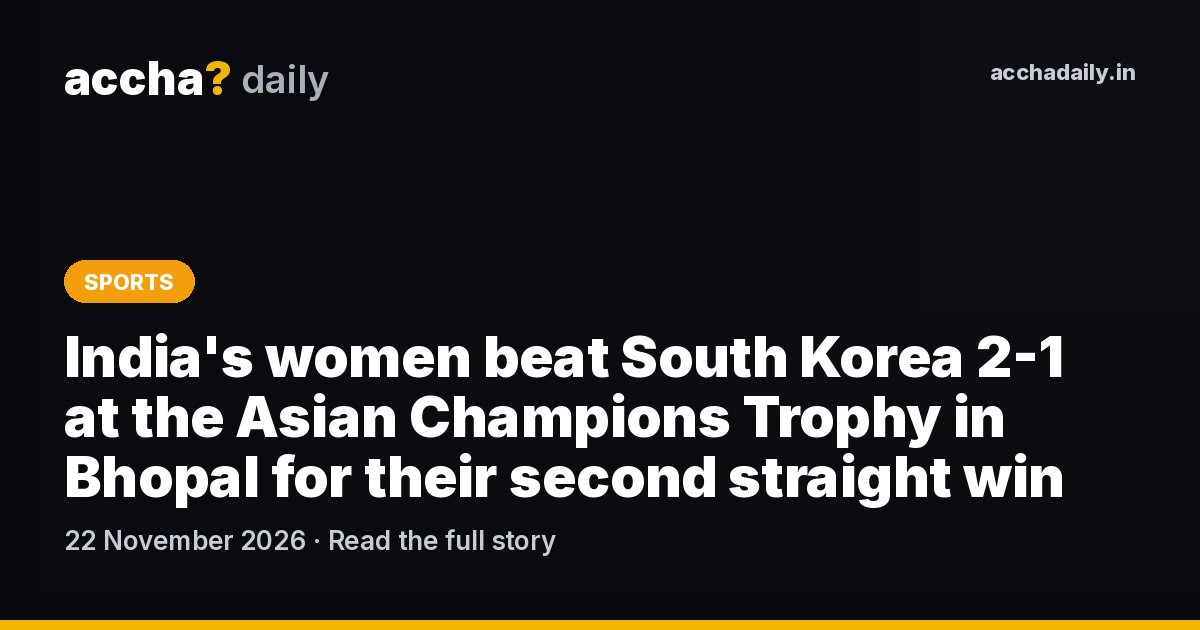 accha? daily
acchadaily.in
SPORTS
India's women beat South Korea 2-1
at the Asian Champions Trophy in
Bhopal for their second straight win
22 November 2026 · Read the full story